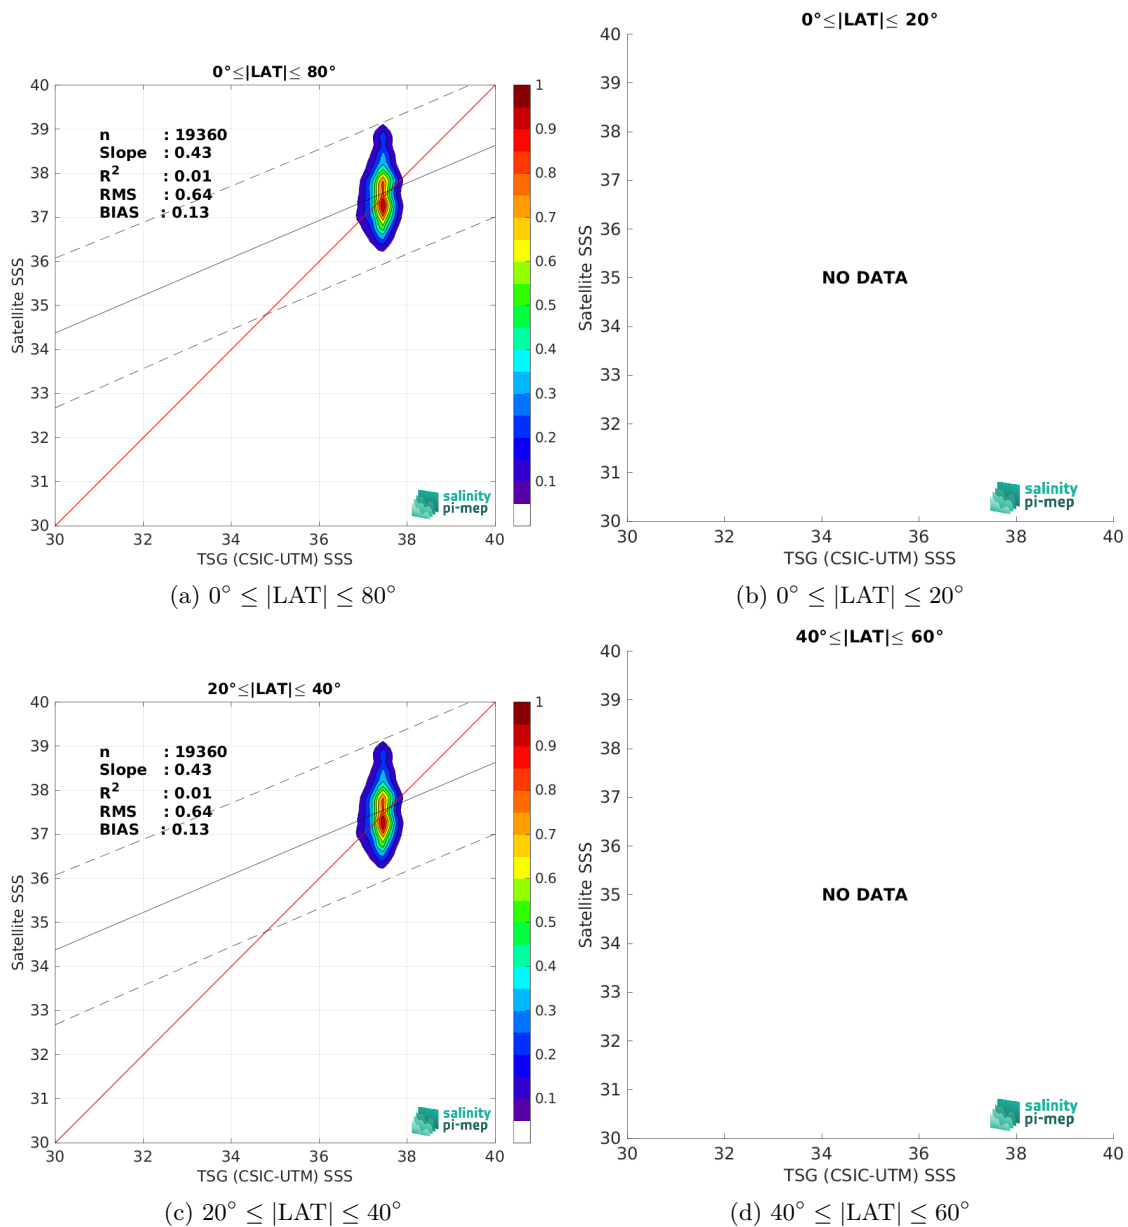 0°≤|LAT|≤ 80°
40
39
38
37
36
35
34
33
32
31
30
Satellite SSS
n : 19360
Slope : 0.43
R² : 0.01
RMS : 0.64
BIAS : 0.13
1
0.9
0.8
0.7
0.6
0.5
0.4
0.3
0.2
0.1
salinity
pi-mep
30 32 34 36 38 40
TSG (CSIC-UTM) SSS
(a) 0° ≤ |LAT| ≤ 80°
0°≤|LAT|≤ 20°
40
39
38
37
36
35
34
33
32
31
30
Satellite SSS
NO DATA
salinity
pi-mep
30 32 34 36 38 40
TSG (CSIC-UTM) SSS
(b) 0° ≤ |LAT| ≤ 20°
20°≤|LAT|≤ 40°
40
39
38
37
36
35
34
33
32
31
30
Satellite SSS
n : 19360
Slope : 0.43
R² : 0.01
RMS : 0.64
BIAS : 0.13
1
0.9
0.8
0.7
0.6
0.5
0.4
0.3
0.2
0.1
salinity
pi-mep
30 32 34 36 38 40
TSG (CSIC-UTM) SSS
(c) 20° ≤ |LAT| ≤ 40°
40°≤|LAT|≤ 60°
40
39
38
37
36
35
34
33
32
31
30
Satellite SSS
NO DATA
salinity
pi-mep
30 32 34 36 38 40
TSG (CSIC-UTM) SSS
(d) 40° ≤ |LAT| ≤ 60°